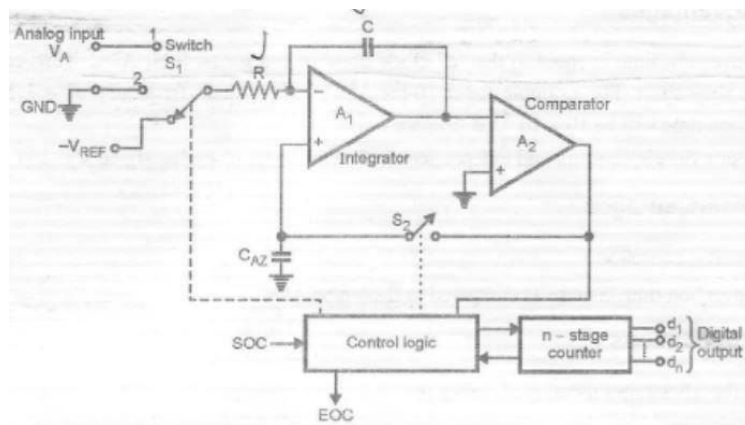 Analog input
V_A
1
Switch
S_1
2
GND
-V_REF
R
C
-
+
A_1
Integrator
Comparator
-
+
A_2
S_2
C_AZ
SOC
Control logic
EOC
n - stage
counter
d_1
d_2
d_n
Digital
output